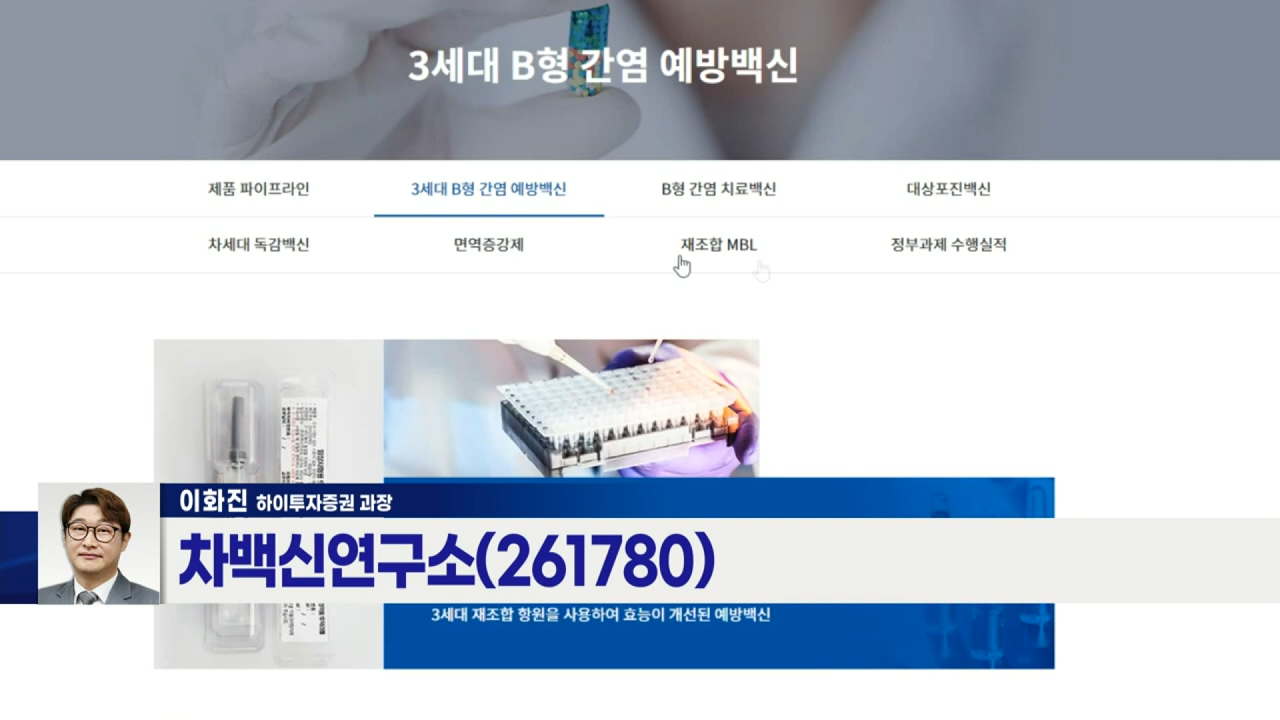 3세대 B형 간염 예방백신
제품 파이프라인
3세대 B형 간염 예방백신
B형 간염 치료백신
대상포진백신
차세대 독감백신
면역증강제
재조합 MBL
정부과제 수행실적
이화진 하이투자증권 과장
차백신연구소(261780)
3세대 재조합 항원을 사용하여 효능이 개선된 예방백신